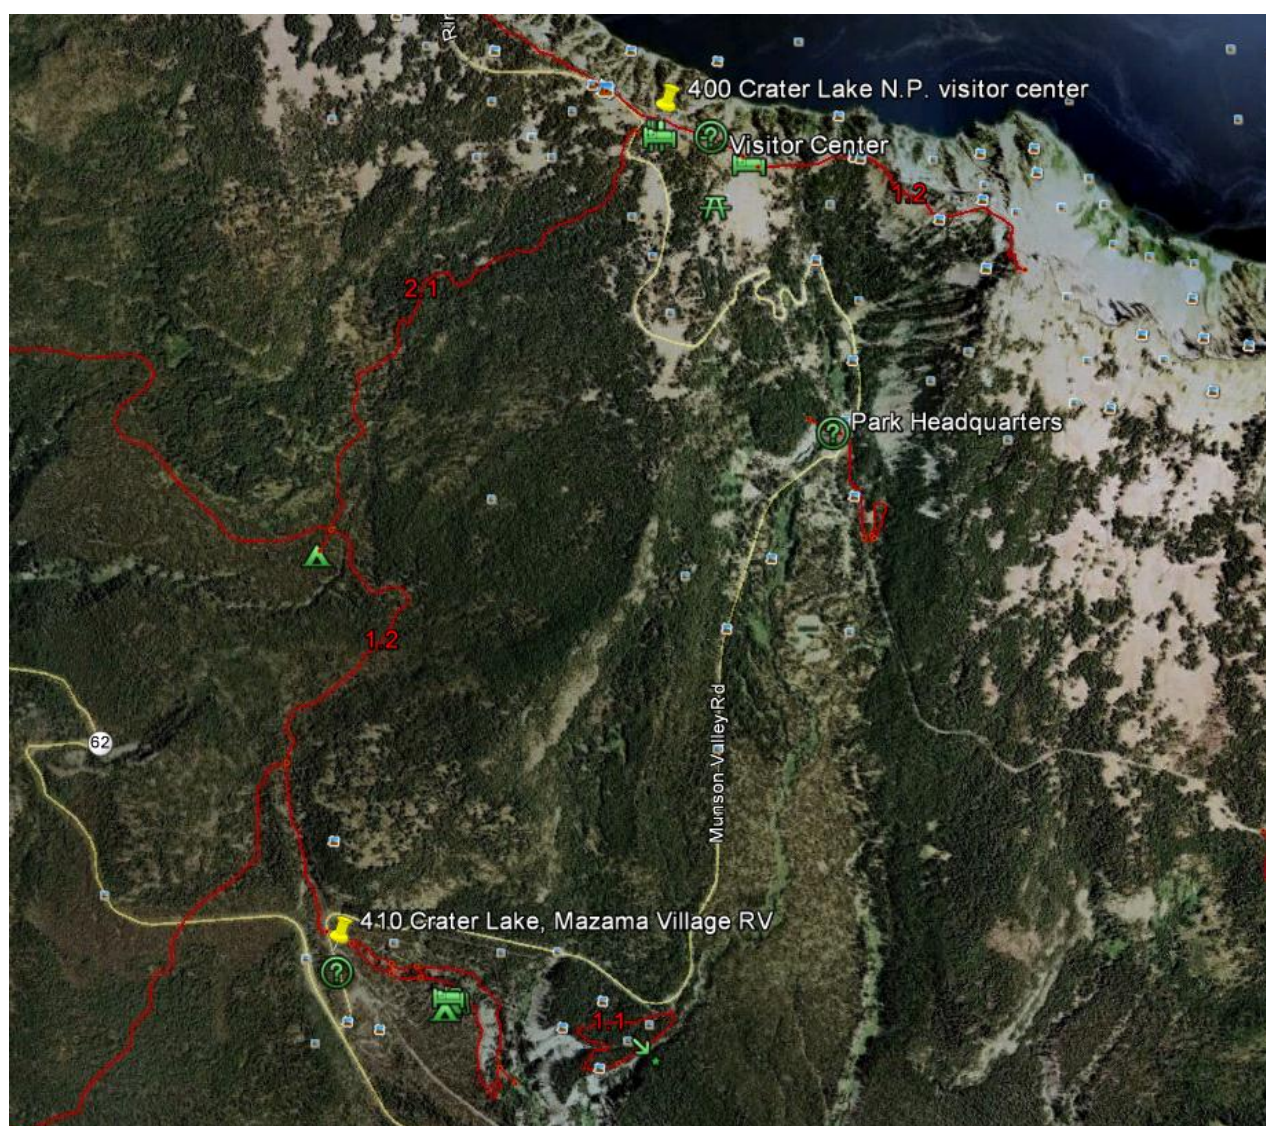 Rir
400 Crater Lake N.P. visitor center
Visitor Center
1.2
2.1
Park Headquarters
1.2
62
Munson Valley Rd
410 Crater Lake, Mazama Village RV
1.1